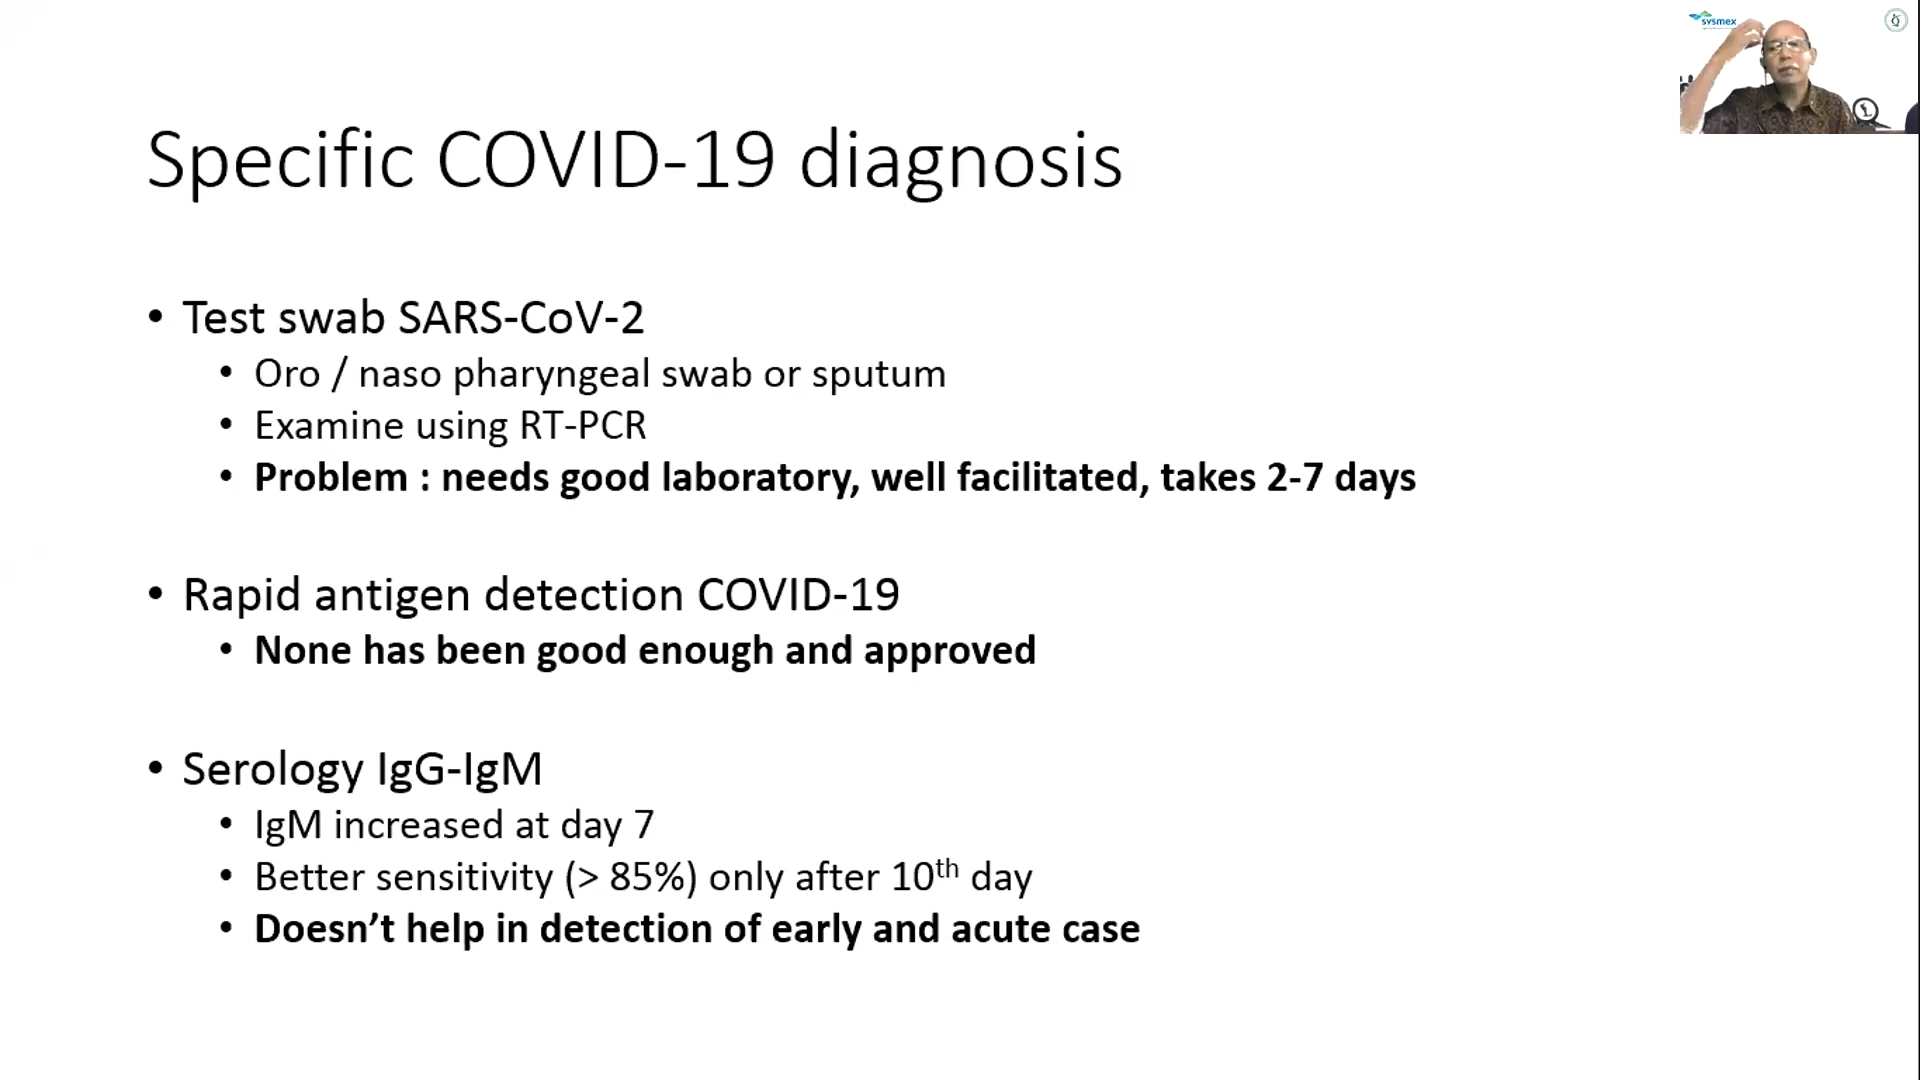 sysmex
Specific COVID-19 diagnosis
• Test swab SARS-CoV-2
• Oro / naso pharyngeal swab or sputum
• Examine using RT-PCR
• Problem : needs good laboratory, well facilitated, takes 2-7 days
• Rapid antigen detection COVID-19
• None has been good enough and approved
• Serology IgG-IgM
• IgM increased at day 7
• Better sensitivity (> 85%) only after 10th day
• Doesn’t help in detection of early and acute case